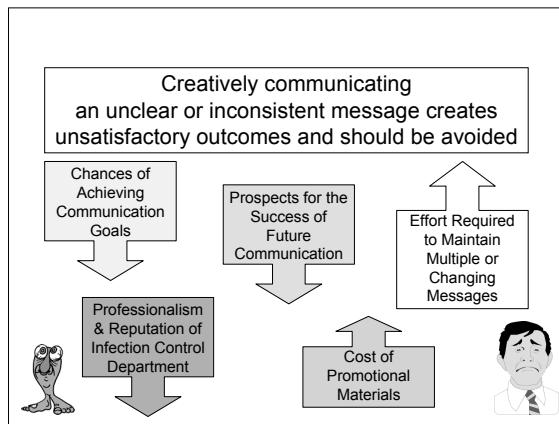 Creatively communicating
an unclear or inconsistent message creates
unsatisfactory outcomes and should be avoided
Chances of
Achieving
Communication
Goals
Prospects for the
Success of
Future
Communication
Effort Required
to Maintain
Multiple or
Changing
Messages
Professionalism
& Reputation of
Infection Control
Department
Cost of
Promotional
Materials